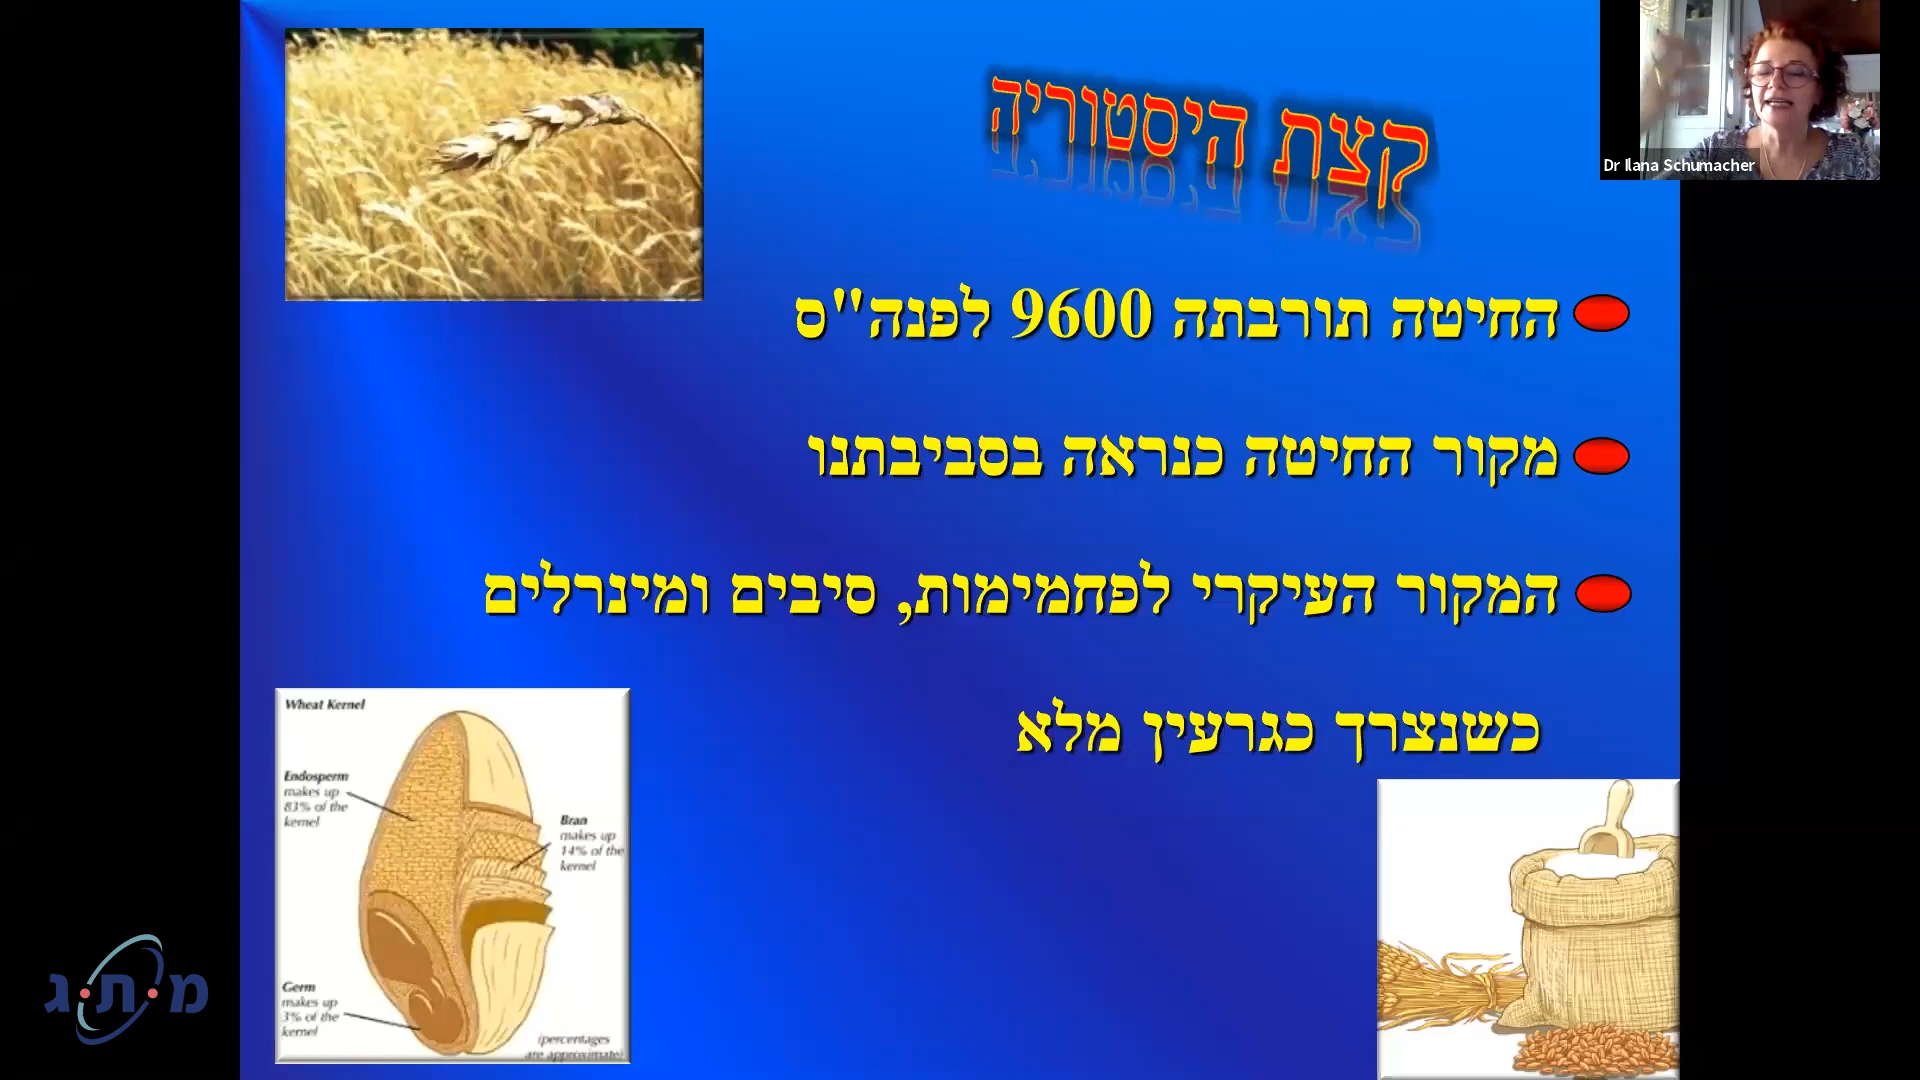 קצת היסטוריה
Dr Ilana Schumacher
החיטה תורבתה 9600 לפנה"ס
מקור החיטה כנראה בסביבתנו
המקור העיקרי לפחמימות, סיבים ומינרלים
כשנצרך כגרעין מלא
Wheat Kernel
Endosperm
makes up
83% of the
kernel
Bran
makes up
14% of the
kernel
Germ
makes up
3% of the
kernel
(percentages
are approximate)
מ.ת.ג